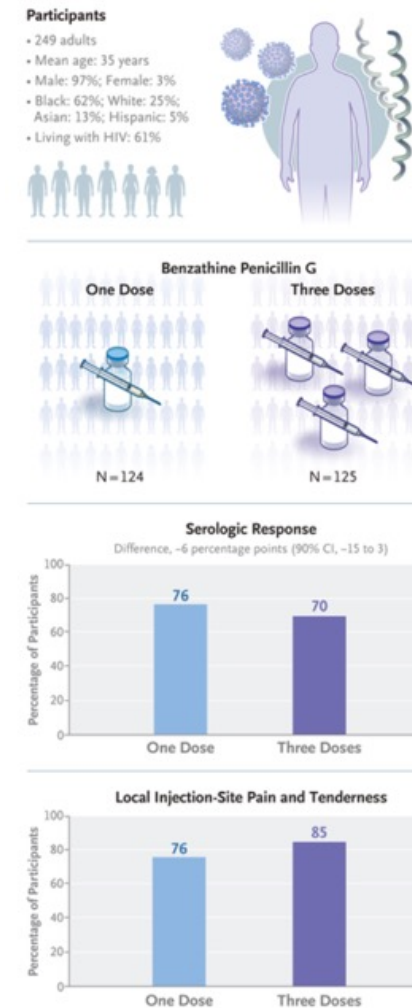 Participants
• 249 adults
• Mean age: 35 years
• Male: 97%; Female: 3%
• Black: 62%; White: 25%;
Asian: 13%; Hispanic: 5%
• Living with HIV: 61%
Benzathine Penicillin G
One Dose
Three Doses
N=124
N=125
Serologic Response
Difference, –6 percentage points (90% CI, –15 to 3)
Percentage of Participants
100
80
60
40
20
0
76
70
One Dose
Three Doses
Local Injection-Site Pain and Tenderness
Percentage of Participants
100
80
60
40
20
0
76
85
One Dose
Three Doses